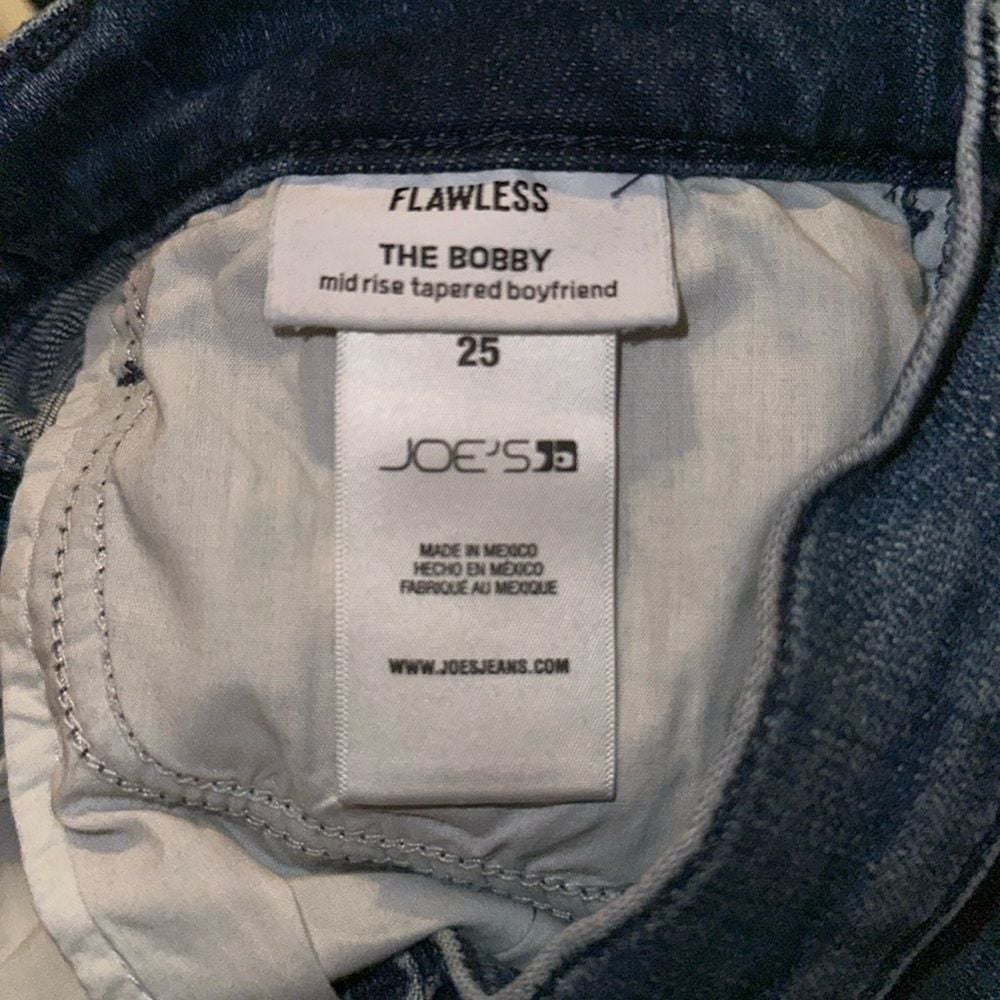 FLAWLESS
THE BOBBY
mid rise tapered boyfriend
25
JOE'S
MADE IN MEXICO
HECHO EN MÉXICO
FABRIQUÉ AU MEXIQUE
WWW.JOESJEANS.COM